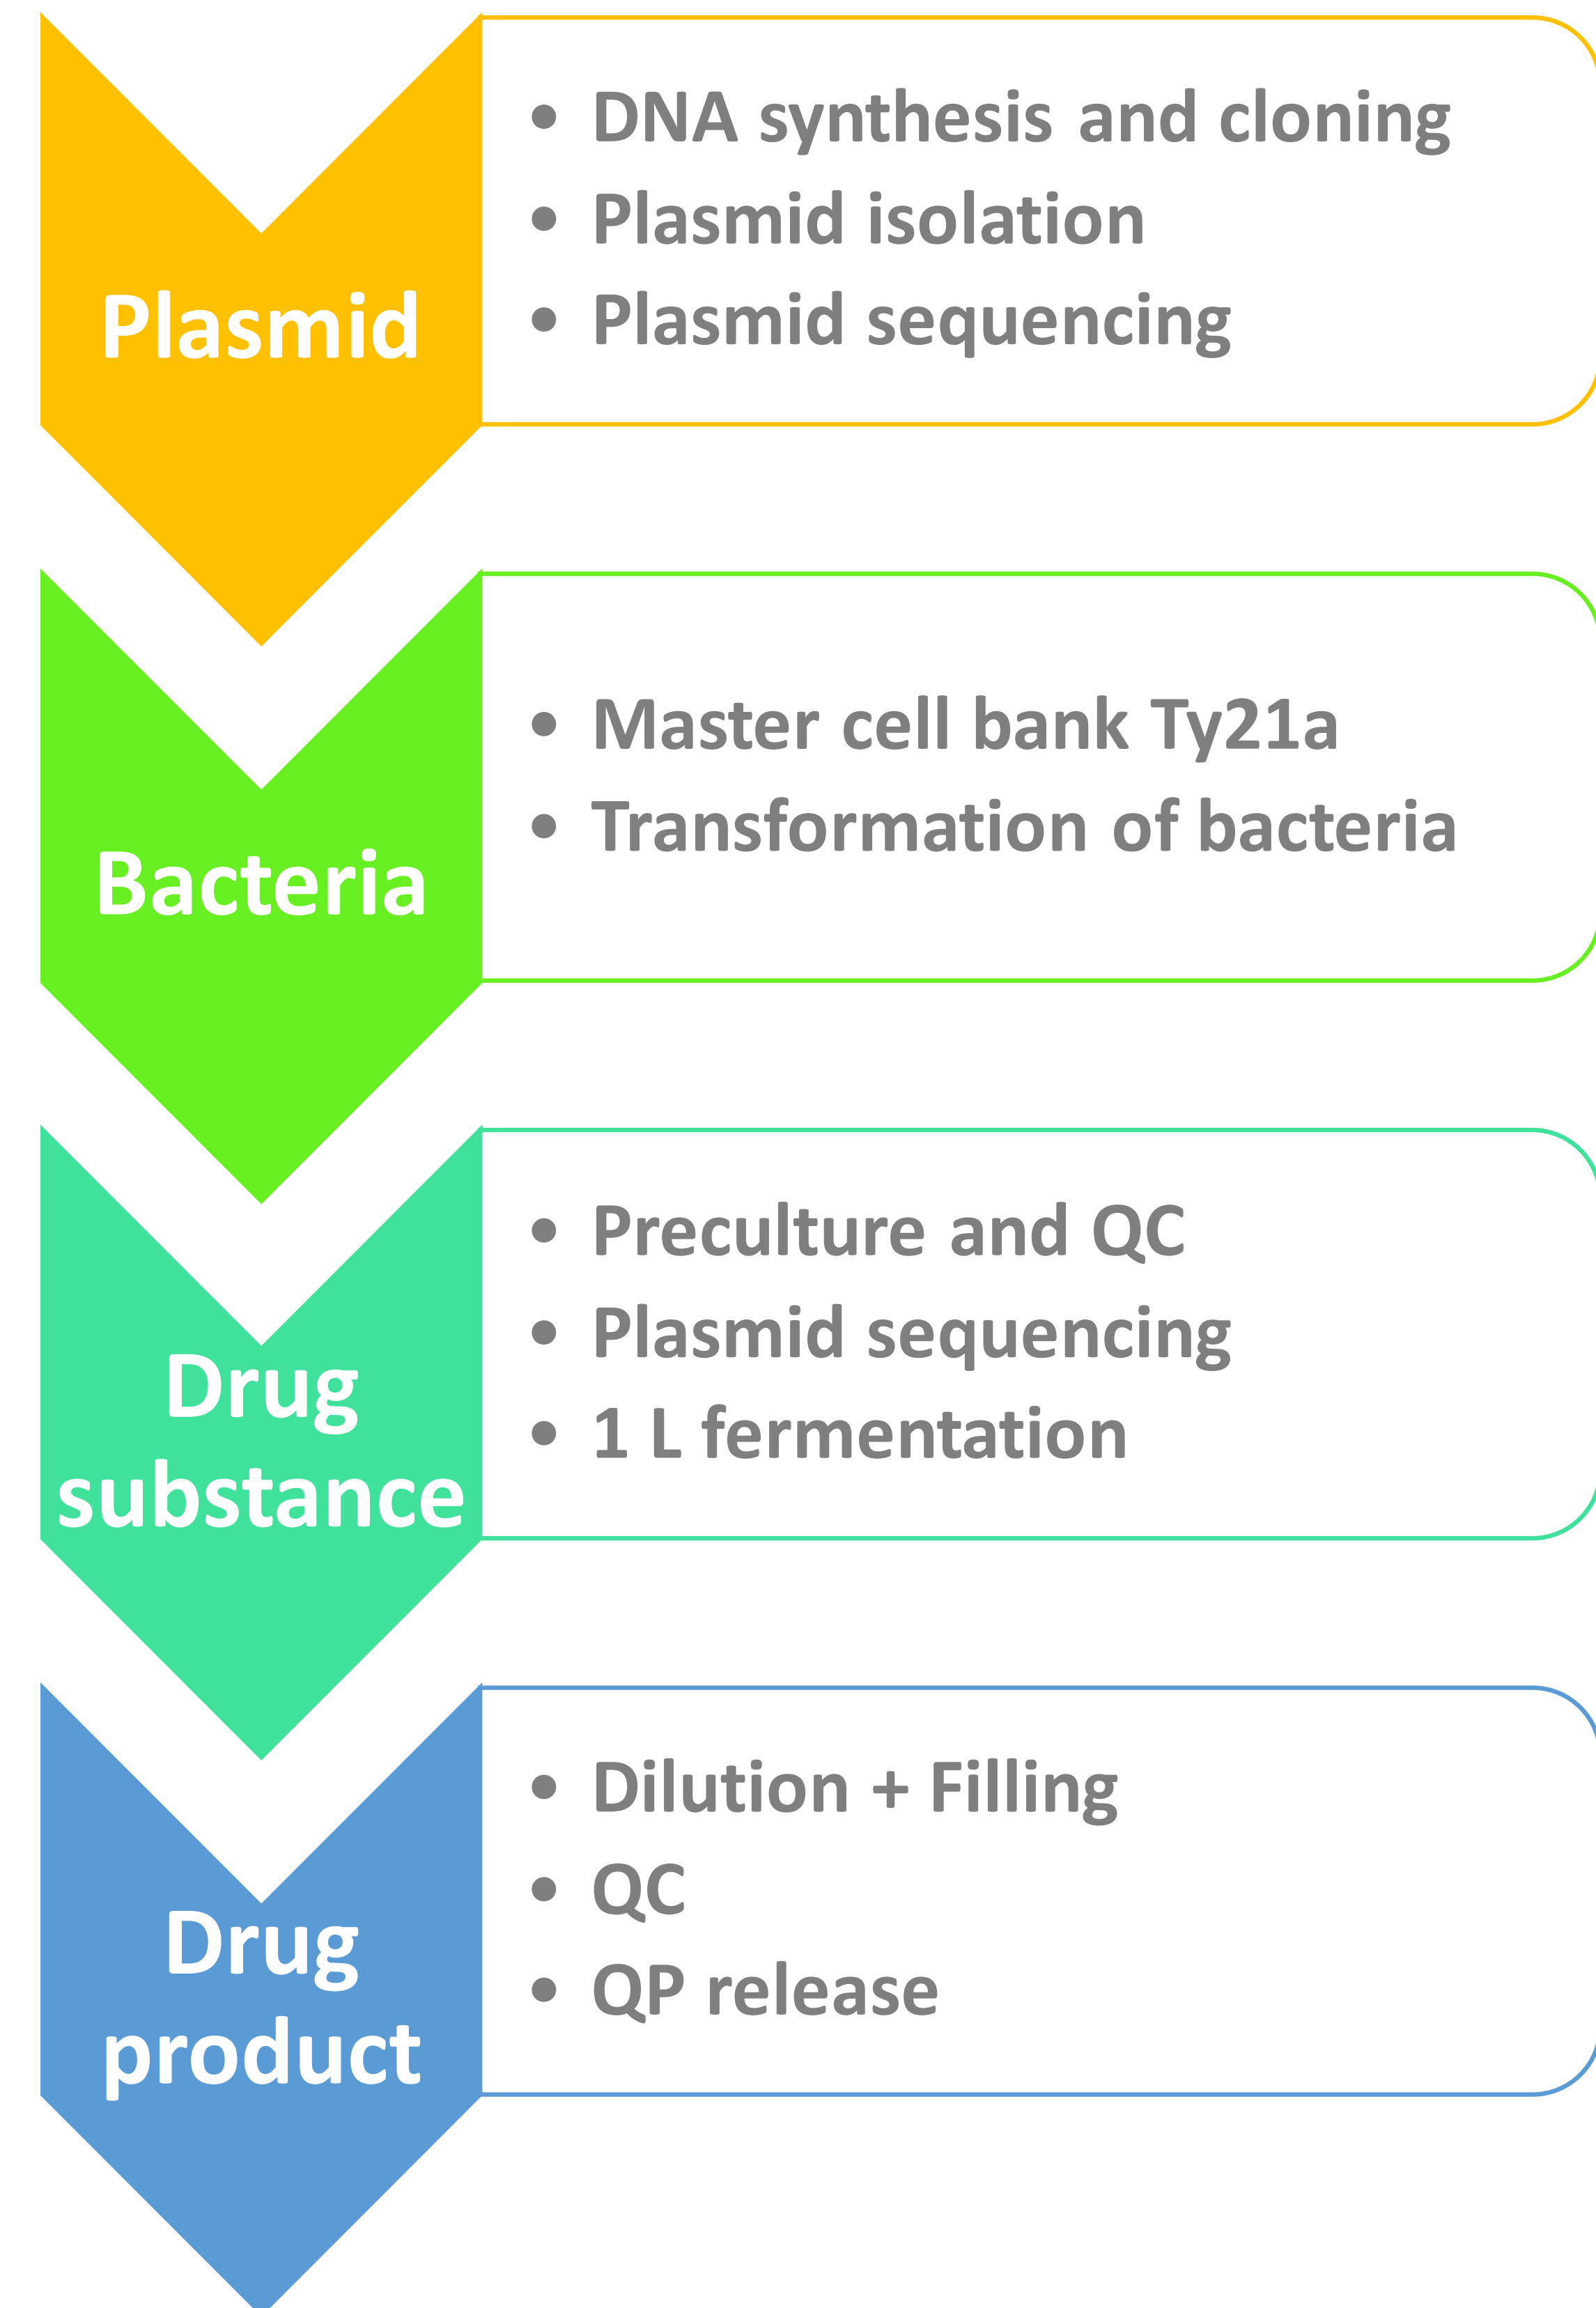 Plasmid
• DNA synthesis and cloning
• Plasmid isolation
• Plasmid sequencing
Bacteria
• Master cell bank Ty21a
• Transformation of bacteria
Drug
substance
• Preculture and QC
• Plasmid sequencing
• 1 L fermentation
Drug
product
• Dilution + Filling
• QC
• QP release